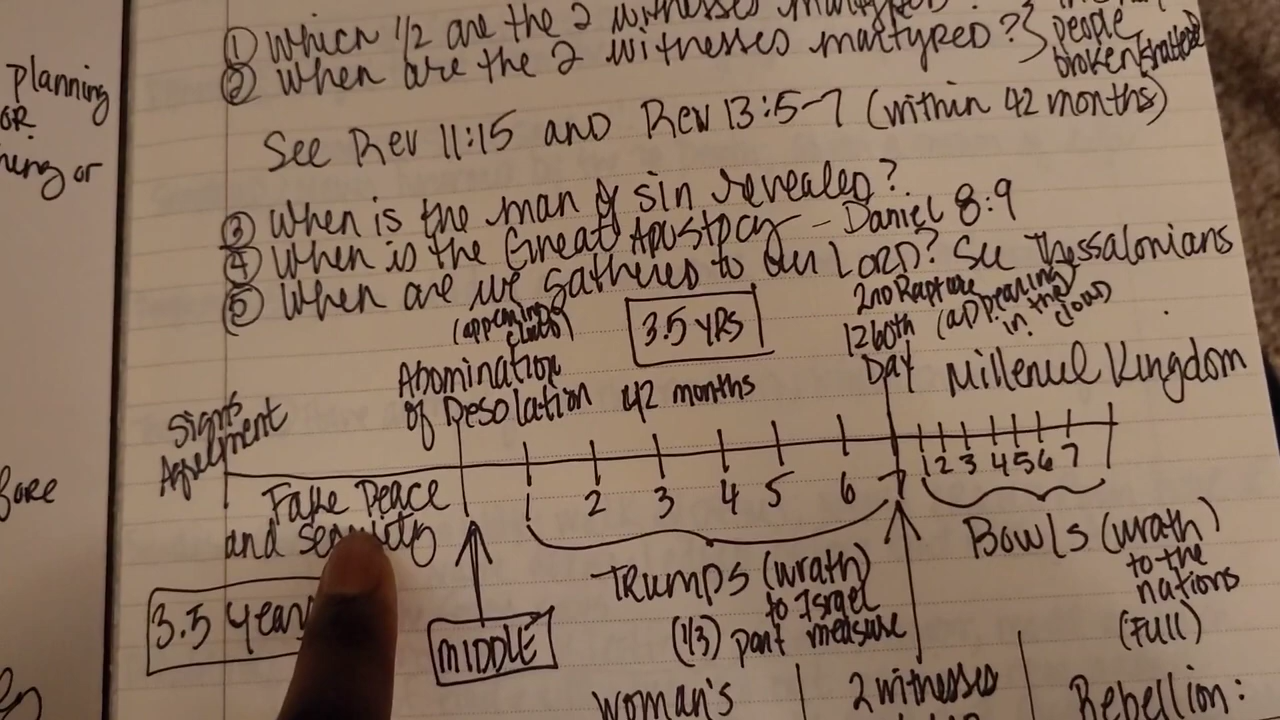 planning
OR
ning or
① Which 1/2 are the 2 witnesses martyred?
② When are the 2 witnesses martyred?
people
broken
See Rev 11:15 and Rev 13:5-7 (within 42 months)
③ When is the man of sin revealed?
④ When is the Great Apostacy - Daniel 8:9
⑤ When are we gathered to our LORD? See Thessalonians
3.5 YRS
2nd Rapture
(appearing
in the
1260th
Day
Millenuel Kingdom
Abomination
of Desolation
42 months
Signs
Agreement
1 2 3 4 5 6 7
1 2 3 4 5 6 7
Fake Peace
and security
3.5 years
MIDDLE
TRUMPS (wrath)
to Israel
(1/3) part measure
Bowls (wrath)
to the
nations
(FULL)
woman's
2 witnesses
Rebellion: